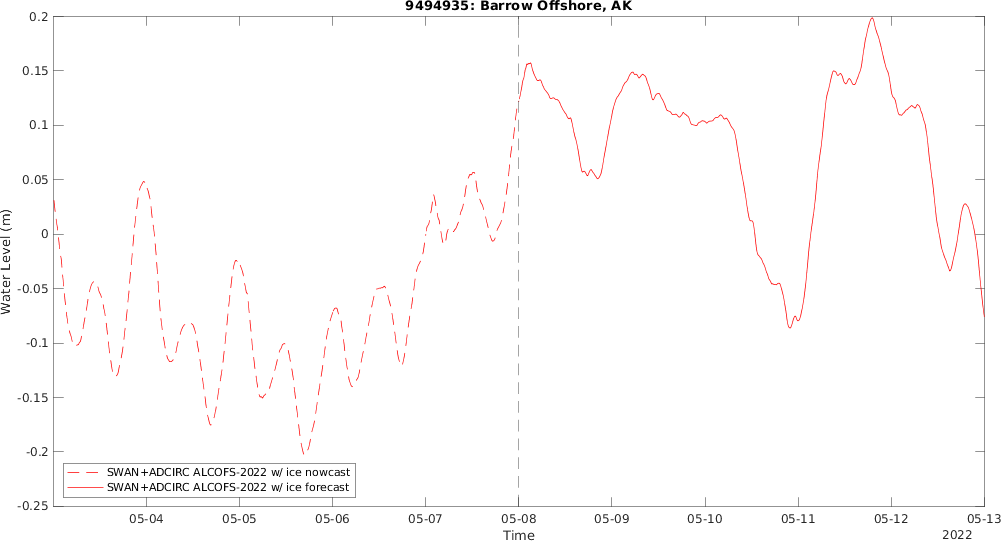 9494935: Barrow Offshore, AK
Water Level (m)
0.2
0.15
0.1
0.05
0
-0.05
-0.1
-0.15
-0.2
-0.25
SWAN+ADCIRC ALCOFS-2022 w/ ice nowcast
SWAN+ADCIRC ALCOFS-2022 w/ ice forecast
05-04 05-05 05-06 05-07 05-08 05-09 05-10 05-11 05-12 05-13
Time
2022